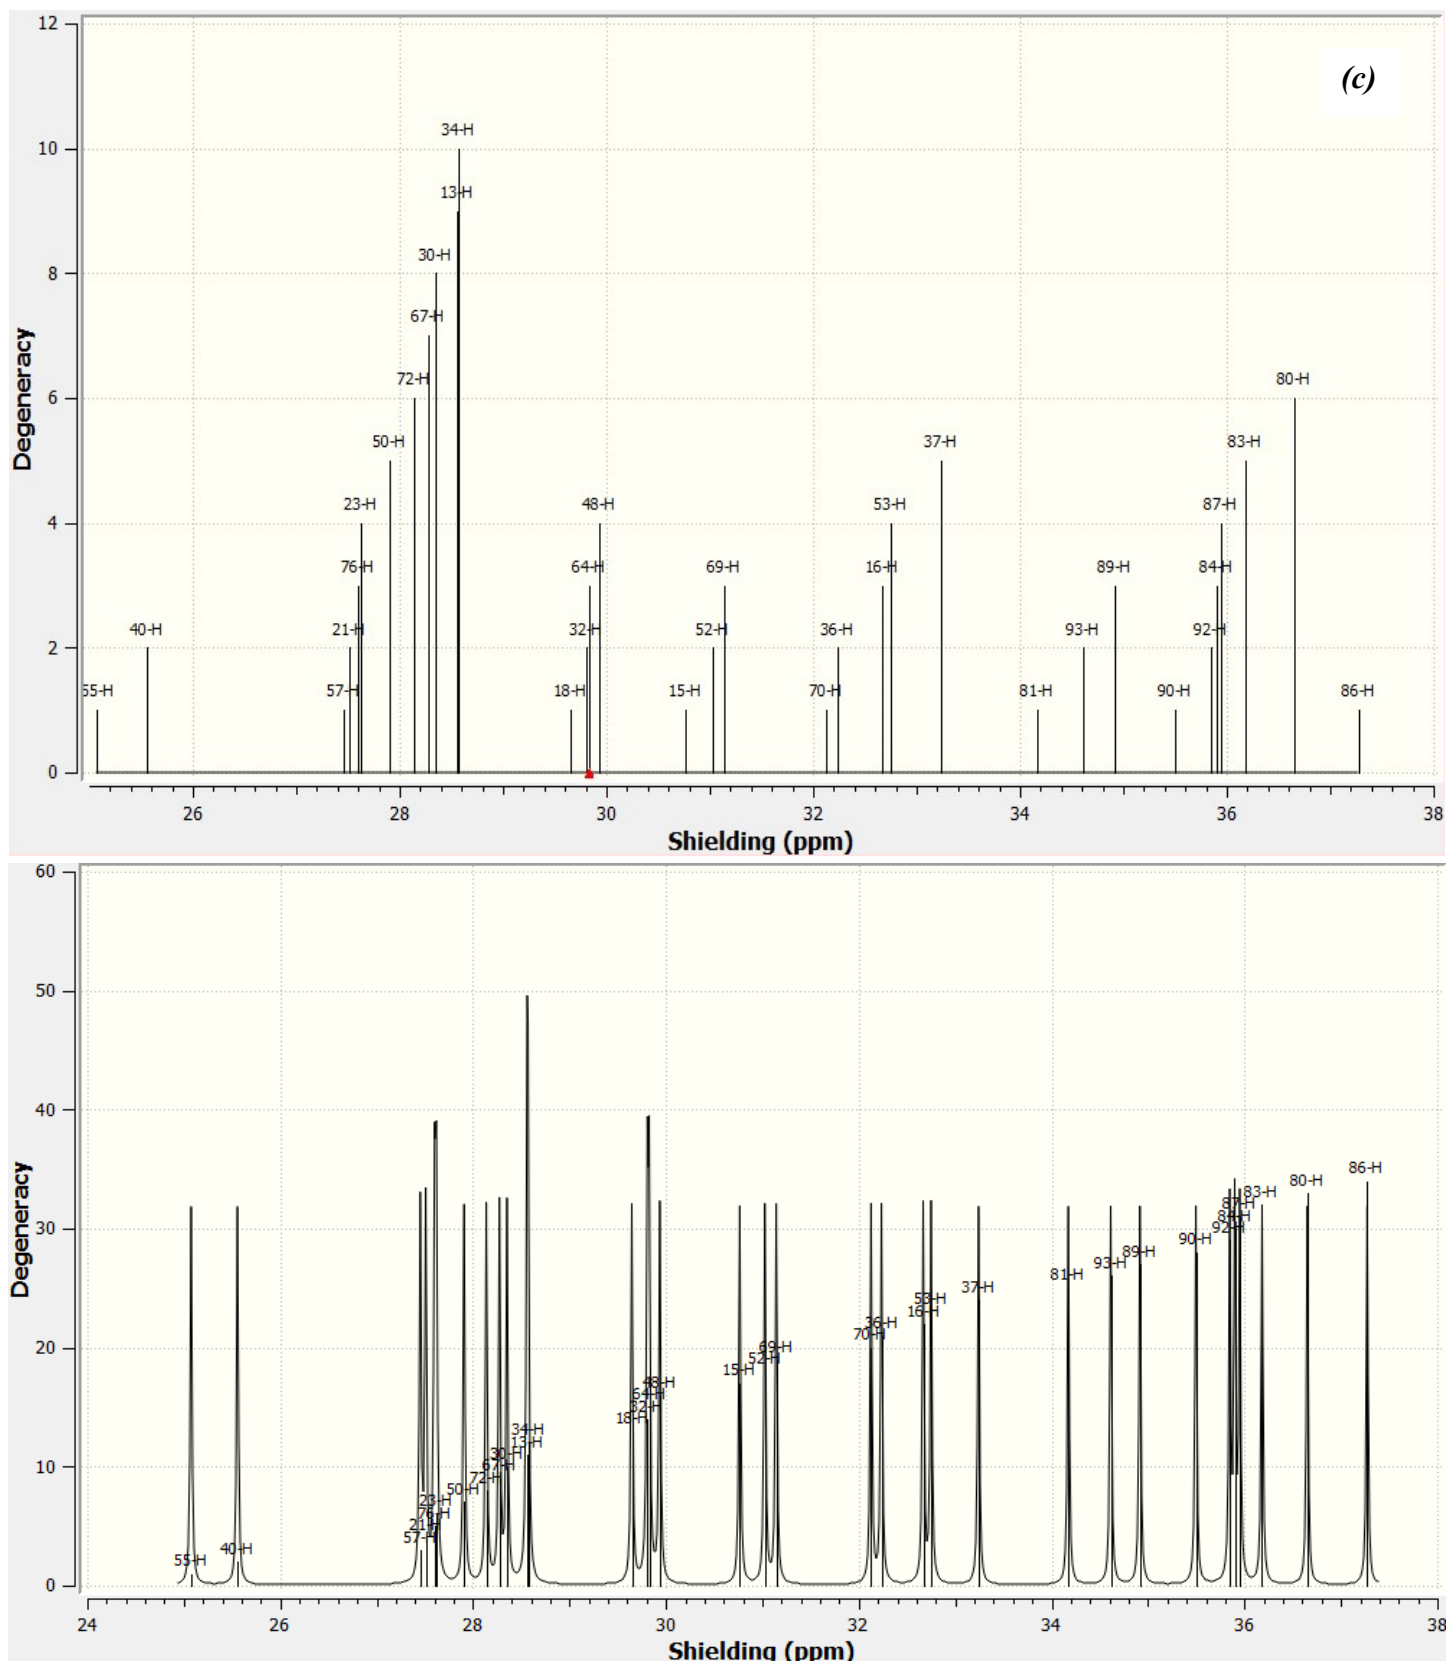 (c)
12
34-H
10
13-H
30-H
8
67-H
72-H
80-H
6
50-H
37-H
83-H
23-H
48-H
53-H
87-H
4
76-H
64-H
69-H
16-H
89-H
84-H
21-H
40-H
32-H
52-H
36-H
93-H
92-H
2
55-H
57-H
18-H
15-H
70-H
81-H
90-H
86-H
0
Degeneracy
26 28 30 32 34 36 38
Shielding (ppm)
60
50
40
86-H
80-H
83-H
87-H
84-H
92-H
30
90-H
89-H
93-H
81-H
37-H
53-H
16-H
36-H
70-H
20
69-H
52-H
15-H
48-H
64-H
32-H
18-H
34-H
13-H
30-H
67-H
10
72-H
50-H
23-H
76-H
21-H
57-H
40-H
55-H
0
Degeneracy
24 26 28 30 32 34 36 38
Shielding (ppm)